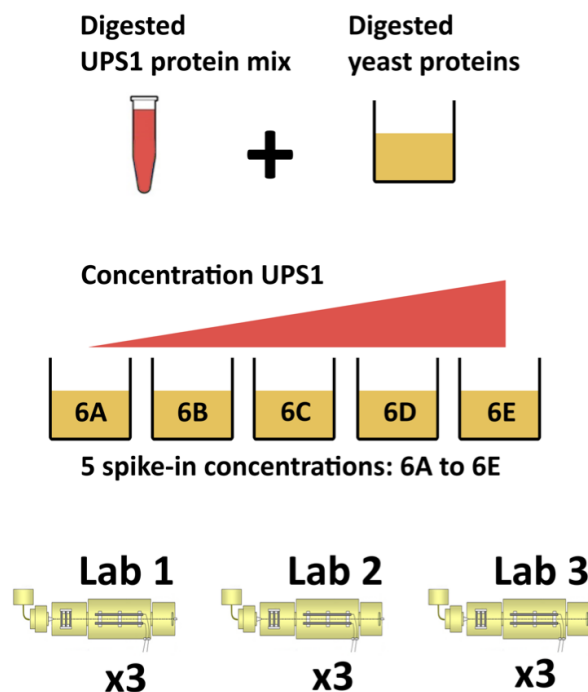 Digested
UPS1 protein mix
Digested
yeast proteins
Concentration UPS1
6A 6B 6C 6D 6E
5 spike-in concentrations: 6A to 6E
Lab 1 Lab 2 Lab 3
x3 x3 x3